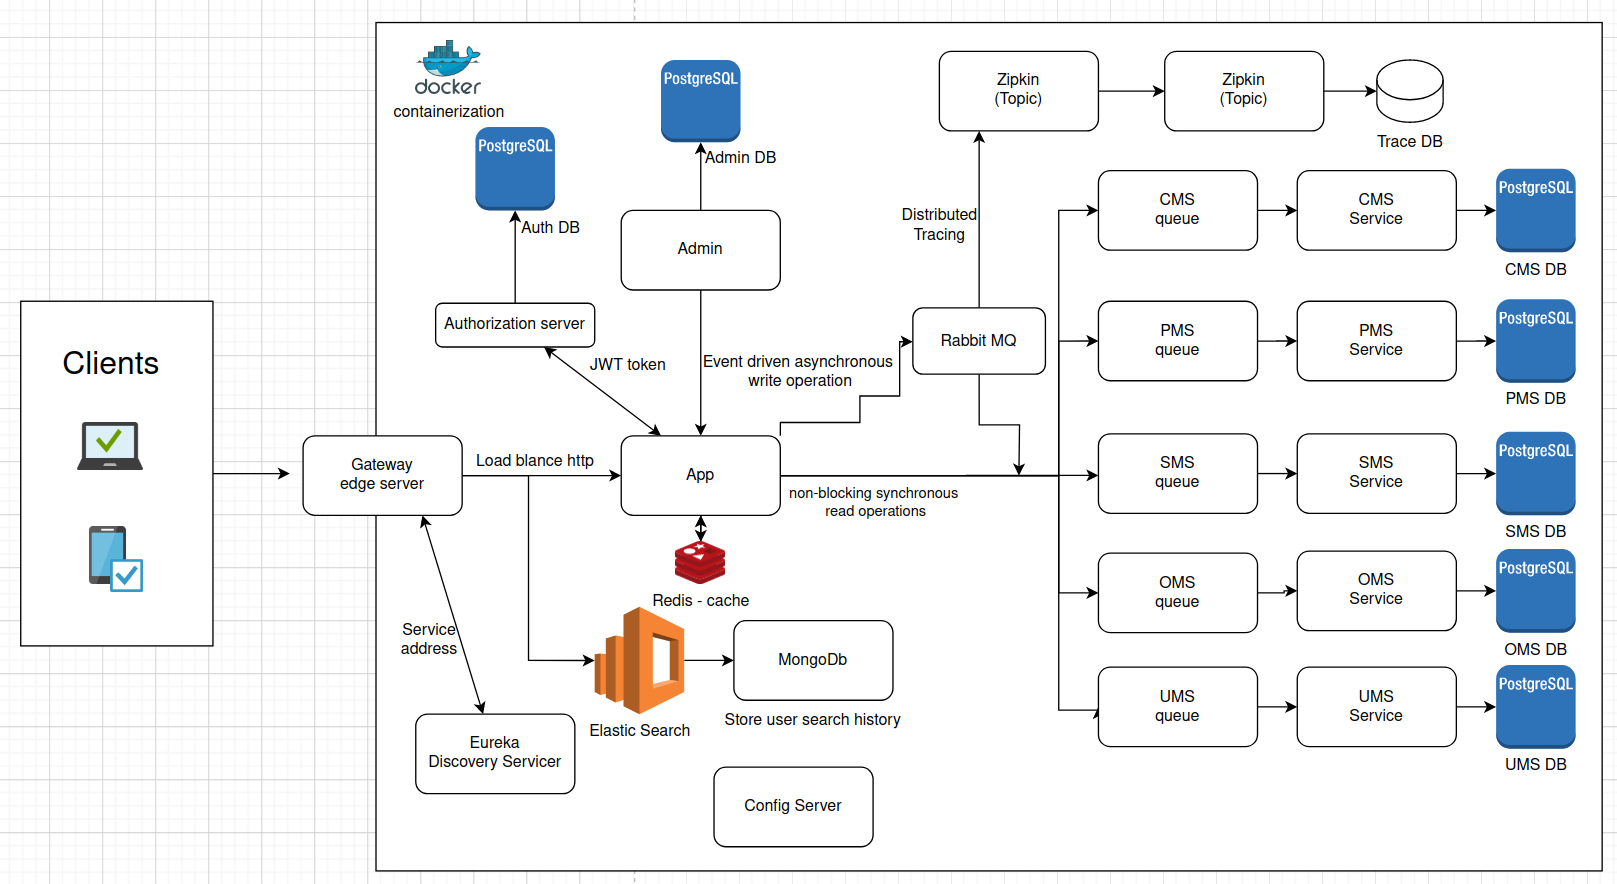 docker
containerization
PostgreSQL
Auth DB
PostgreSQL
Admin DB
Admin
Authorization server
JWT token
Clients
Gateway
edge server
Load blance http
App
Event driven asynchronous
write operation
non-blocking synchronous
read operations
Redis - cache
Service
address
Eureka
Discovery Servicer
Elastic Search
MongoDb
Store user search history
Config Server
Rabbit MQ
Distributed
Tracing
Zipkin
(Topic)
Zipkin
(Topic)
Trace DB
CMS
queue
CMS
Service
PostgreSQL
CMS DB
PMS
queue
PMS
Service
PostgreSQL
PMS DB
SMS
queue
SMS
Service
PostgreSQL
SMS DB
OMS
queue
OMS
Service
PostgreSQL
OMS DB
UMS
queue
UMS
Service
PostgreSQL
UMS DB